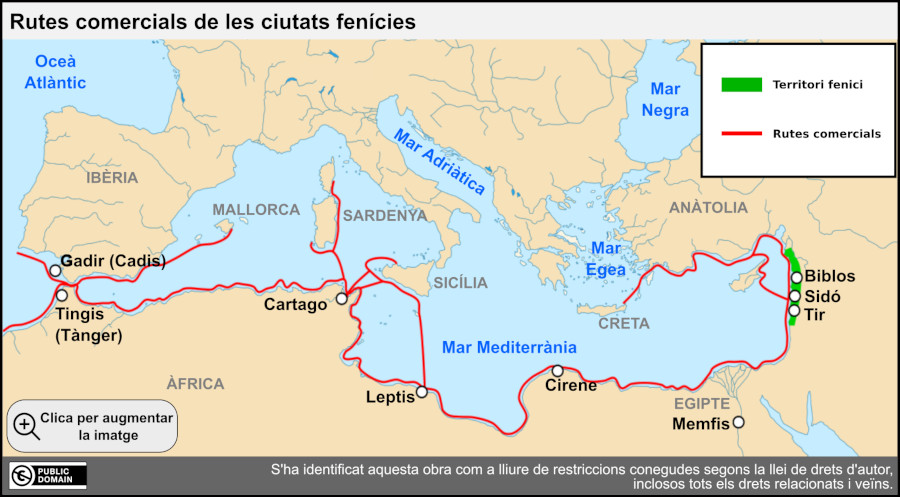 Rutes comercials de les ciutats fenícies
Oceà
Atlàntic
Mar
Negra
Territori fenici
Rutes comercials
Mar Adriàtica
IBÈRIA
MALLORCA
SARDENYA
ANÀTOLIA
Gadir (Cadis)
Mar
Egea
SICÍLIA
Biblos
Sidó
Tir
Cartago
Tingis
(Tànger)
CRETA
Mar Mediterrània
ÀFRICA
Leptis
Cirene
EGIPTE
Memfis
Clica per augmentar
la imatge
PUBLIC
DOMAIN
S'ha identificat aquesta obra com a lliure de restriccions conegudes segons la llei de drets d'autor,
inclosos tots els drets relacionats i veïns.